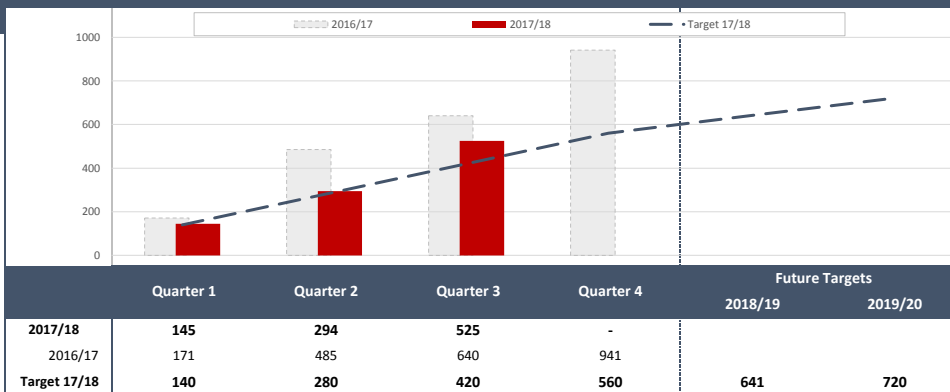 2016/17 2017/18 Target 17/18
1000
800
600
400
200
0
Future Targets
Quarter 1 Quarter 2 Quarter 3 Quarter 4
2018/19 2019/20
2017/18 145 294 525 -
2016/17 171 485 640 941
Target 17/18 140 280 420 560 641 720